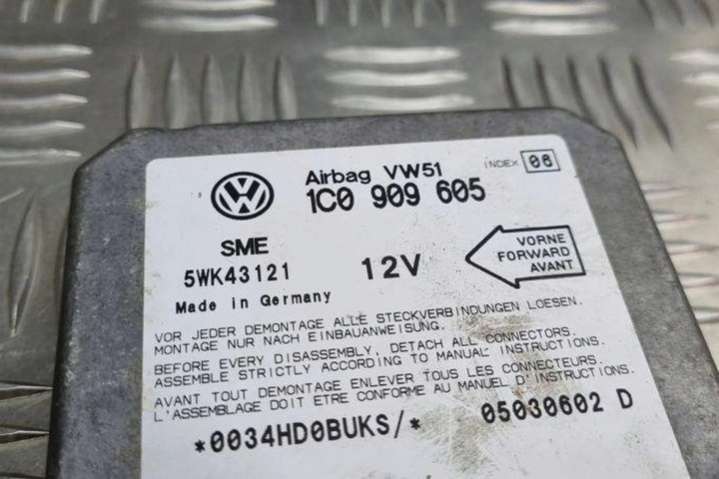 Airbag VW51
INDEX 06
1C0 909 605
SME
5WK43121
12V
VORNE
FORWARD
AVANT
Made in Germany
VOR JEDER DEMONTAGE ALLE STECKVERBINDUNGEN LOESEN.
MONTAGE NUR NACH EINBAUANWEISUNG.
BEFORE EVERY DISASSEMBLY, DETACH ALL CONNECTORS.
ASSEMBLE STRICTLY ACCORDING TO MANUAL INSTRUCTIONS.
AVANT TOUT DEMONTAGE ENLEVER TOUS LES CONNECTEURS.
L'ASSEMBLAGE DOIT ETRE CONFORME AU MANUEL D'INSTRUCTIONS.
*0034HD0BUKS/*
05030602 D